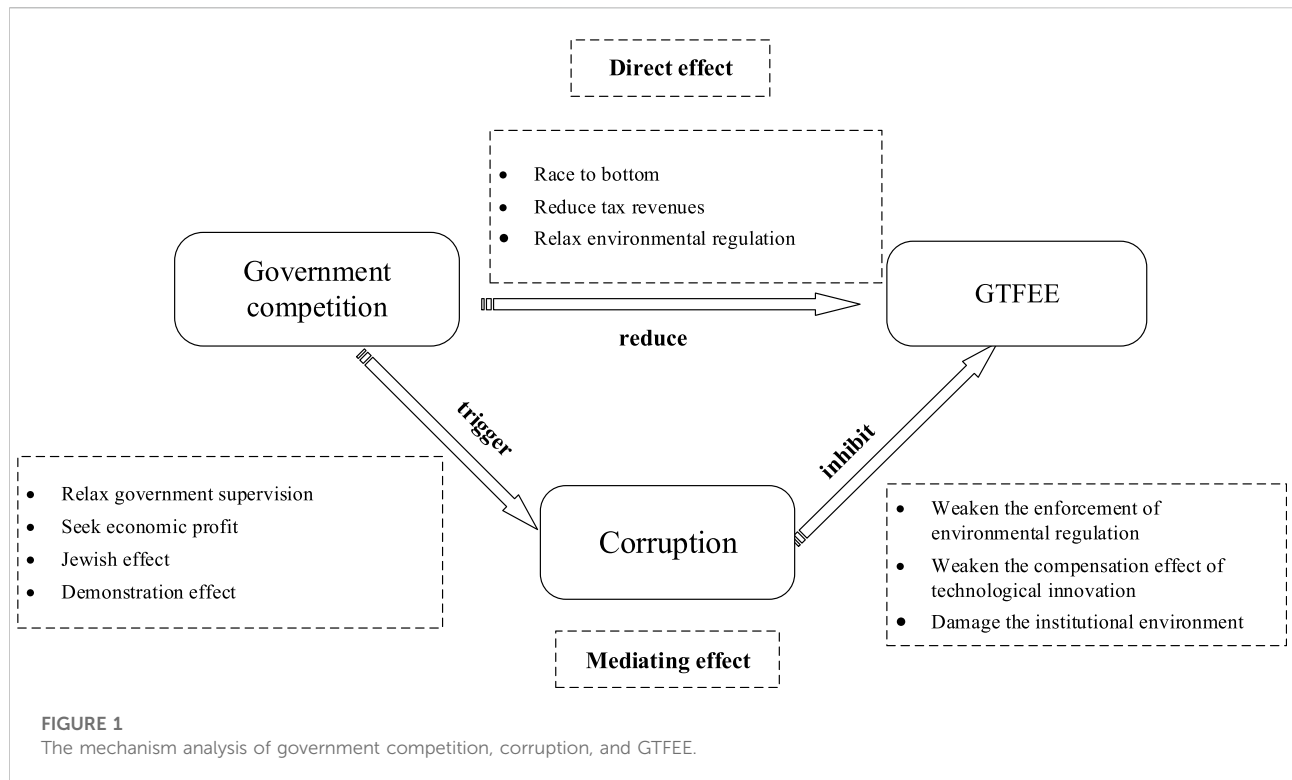 Direct effect
• Race to bottom
• Reduce tax revenues
• Relax environmental regulation
Government
competition
GTFEE
reduce
trigger
inhibit
• Relax government supervision
• Seek economic profit
• Jewish effect
• Demonstration effect
Corruption
• Weaken the enforcement of
environmental regulation
• Weaken the compensation effect of
technological innovation
• Damage the institutional environment
Mediating effect
FIGURE 1
The mechanism analysis of government competition, corruption, and GTFEE.